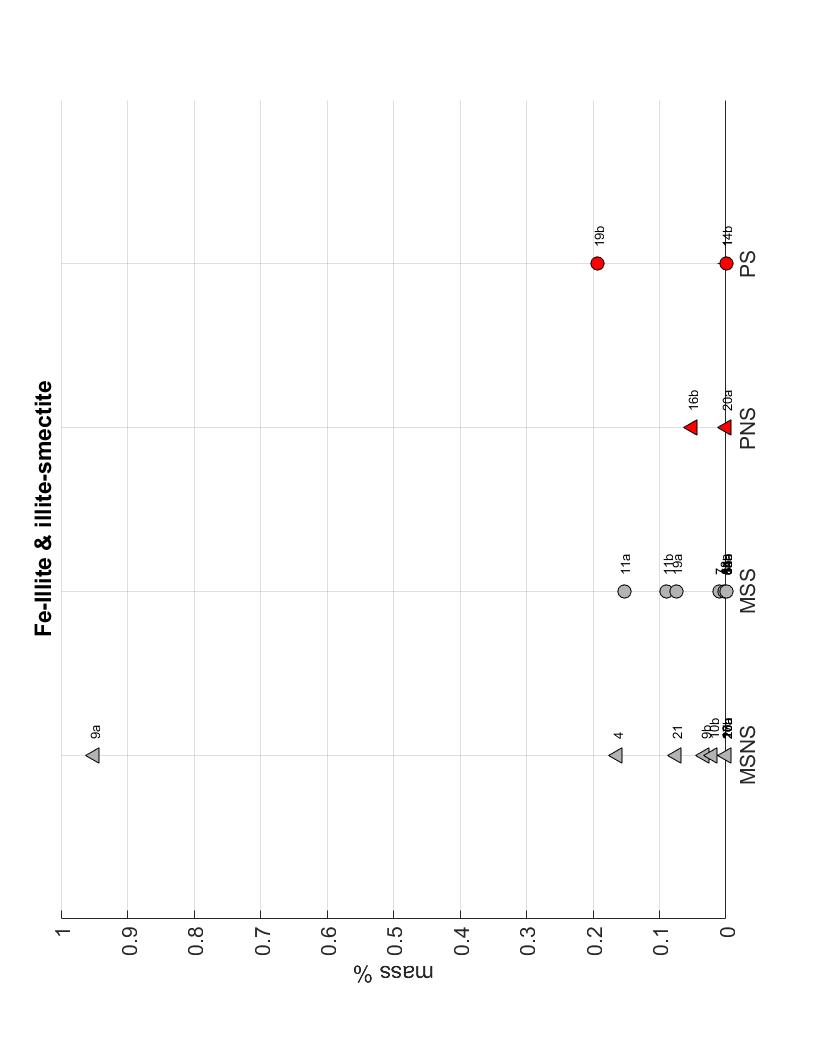 Fe-Illite & illite-smectite
mass %
1
0.9
0.8
0.7
0.6
0.5
0.4
0.3
0.2
0.1
0
9a
4
21
9b
10b
11a
11b
19a
16b
20a
19b
14b
MSNS
MSS
PNS
PS